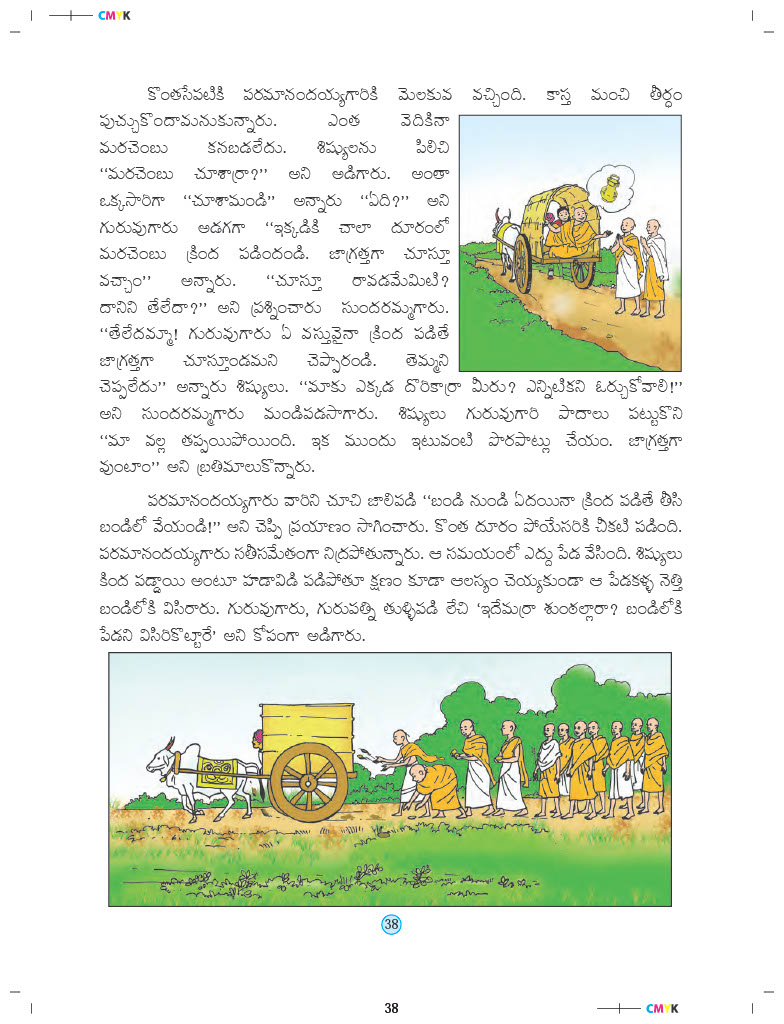 CMYK
కొంతసేపటికి పరమానందయ్యగారికి మెలకువ వచ్చింది. కాస్త మంచి తీర్థం
పుచ్చుకొందామనుకున్నారు. ఎంత వెదికినా
మరచెంబు కనబడలేదు. శిష్యులను పిలిచి
“మరచెంబు చూశార్రా?” అని అడిగారు. అంతా
ఒక్కసారిగా “చూశామండి” అన్నారు “ఏది?” అని
గురువుగారు అడగగా “ఇక్కడికి చాలా దూరంలో
మరచెంబు క్రింద పడిందండి. జాగ్రత్తగా చూస్తూ
వచ్చాం” అన్నారు. “చూస్తూ రావడమేమిటి?
దానిని తేలేదా?” అని ప్రశ్నించారు సుందరమ్మగారు.
“తేలేదమ్మా! గురువుగారు ఏ వస్తువైనా క్రింద పడితే
జాగ్రత్తగా చూస్తూండమని చెప్పారండి. తెమ్మని
చెప్పలేదు” అన్నారు శిష్యులు. “మాకు ఎక్కడ దొరికార్రా మీరు? ఎన్నిటికని ఓర్చుకోవాలి!”
అని సుందరమ్మగారు మండిపడసాగారు. శిష్యులు గురువుగారి పాదాలు పట్టుకొని
“మా వల్ల తప్పయిపోయింది. ఇక ముందు ఇటువంటి పొరపాట్లు చేయం. జాగ్రత్తగా
వుంటాం” అని బ్రతిమాలుకొన్నారు.
పరమానందయ్యగారు వారిని చూచి జాలిపడి “బండి నుండి ఏదయినా క్రింద పడితే తీసి
బండిలో వేయండి!” అని చెప్పి ప్రయాణం సాగించారు. కొంత దూరం పోయేసరికి చీకటి పడింది.
పరమానందయ్యగారు సతీసమేతంగా నిద్రపోతున్నారు. ఆ సమయంలో ఎద్దు పేడ వేసింది. శిష్యులు
కింద పడ్డాయి అంటూ హడావిడి పడిపోతూ క్షణం కూడా ఆలస్యం చెయ్యకుండా ఆ పేడకళ్ళ నెత్తి
బండిలోకి విసిరారు. గురువుగారు, గురుపత్ని తుళ్ళిపడి లేచి ‘ఇదేమర్రా శుంఠల్లారా? బండిలోకి
పేడని విసిరికొట్టారే’ అని కోపంగా అడిగారు.
38
38
CMYK